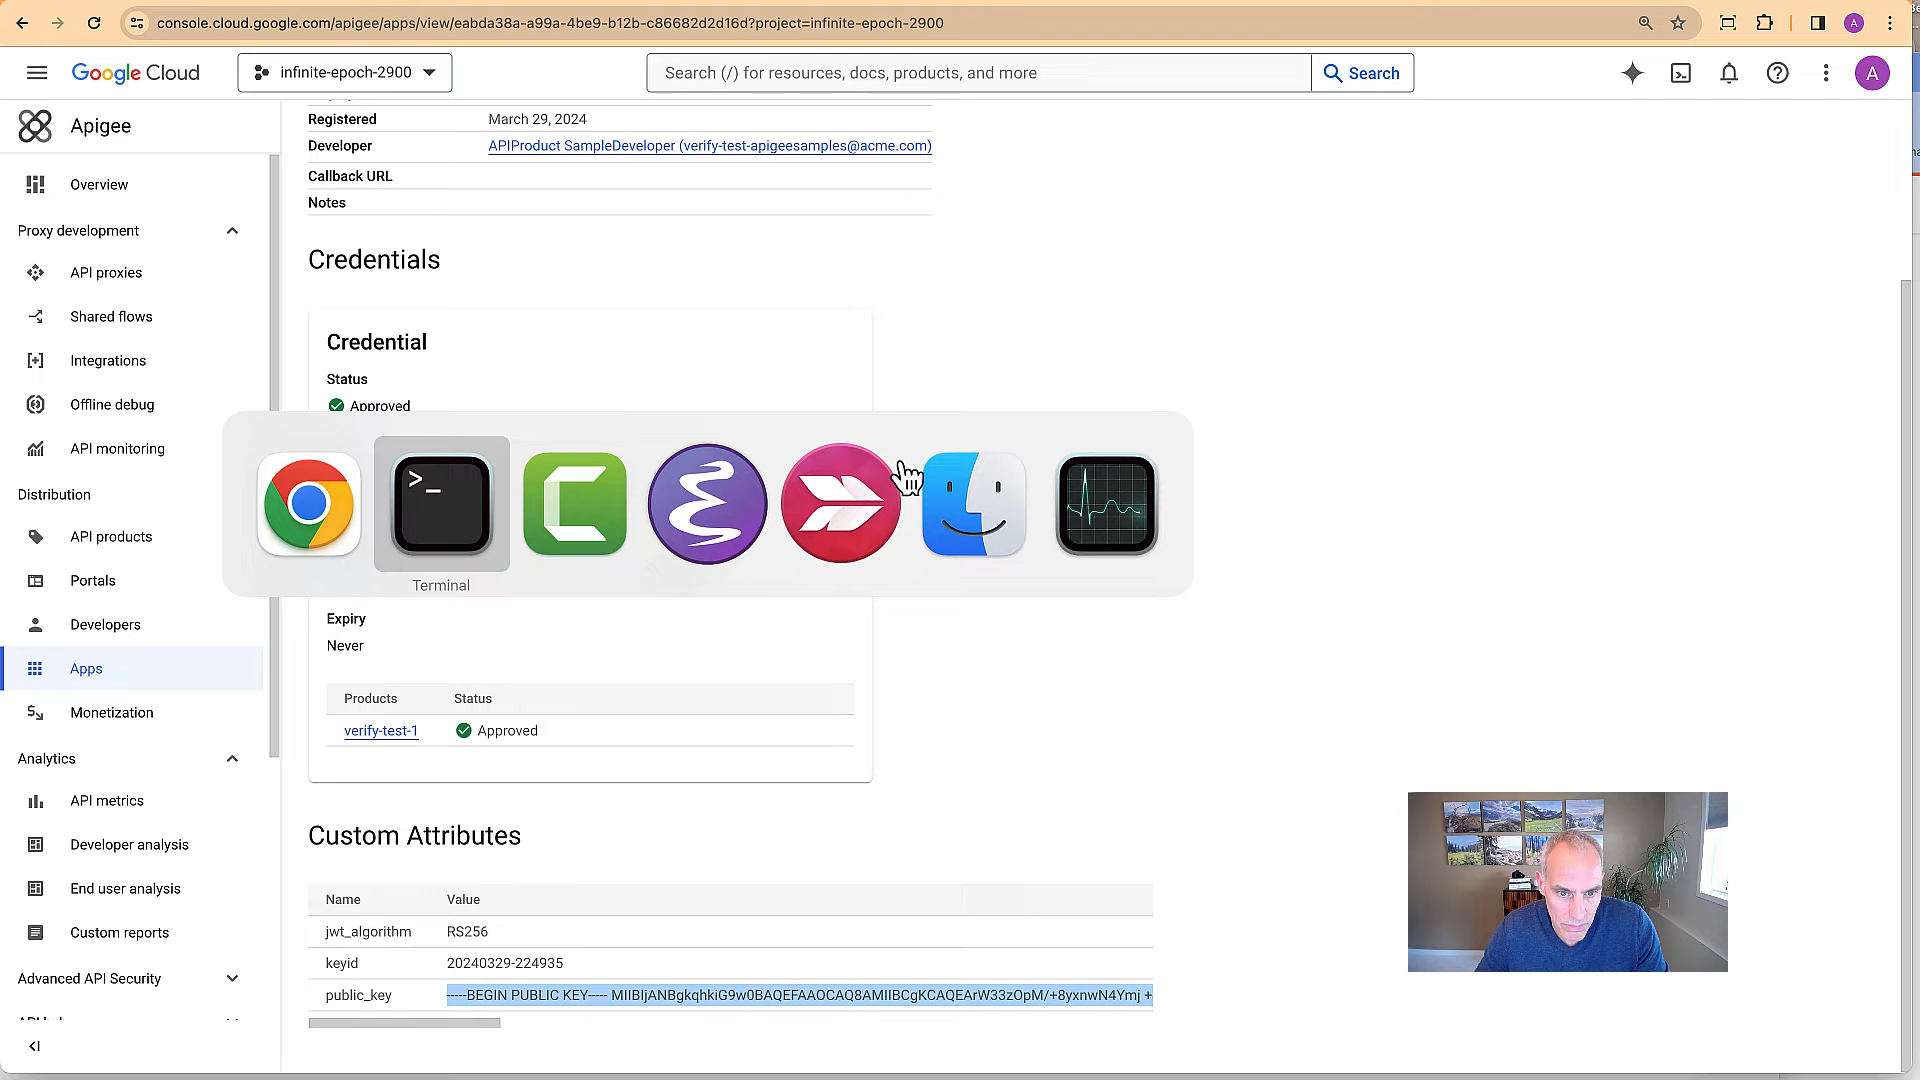 console.cloud.google.com/apigee/apps/view/eabda38a-a99a-4be9-b12b-c86682d2d16d?project=infinite-epoch-2900
A
Google Cloud
infinite-epoch-2900
Search (/) for resources, docs, products, and more
Search
A
Apigee
Overview
Proxy development
API proxies
Shared flows
Integrations
Offline debug
API monitoring
Distribution
API products
Portals
Developers
Apps
Monetization
Analytics
API metrics
Developer analysis
End user analysis
Custom reports
Advanced API Security
Registered March 29, 2024
Developer APIProduct SampleDeveloper (verify-test-apigeesamples@acme.com)
Callback URL
Notes
Credentials
Credential
Status
Approved
>_
Terminal
Expiry
Never
Products Status
verify-test-1 Approved
Custom Attributes
Name Value
jwt_algorithm RS256
keyid 20240329-224935
public_key -----BEGIN PUBLIC KEY----- MIIBIjANBgkqhkiG9w0BAQEFAAOCAQ8AMIIBCgKCAQEArW33zOpM/+8yxnwN4Ymj +